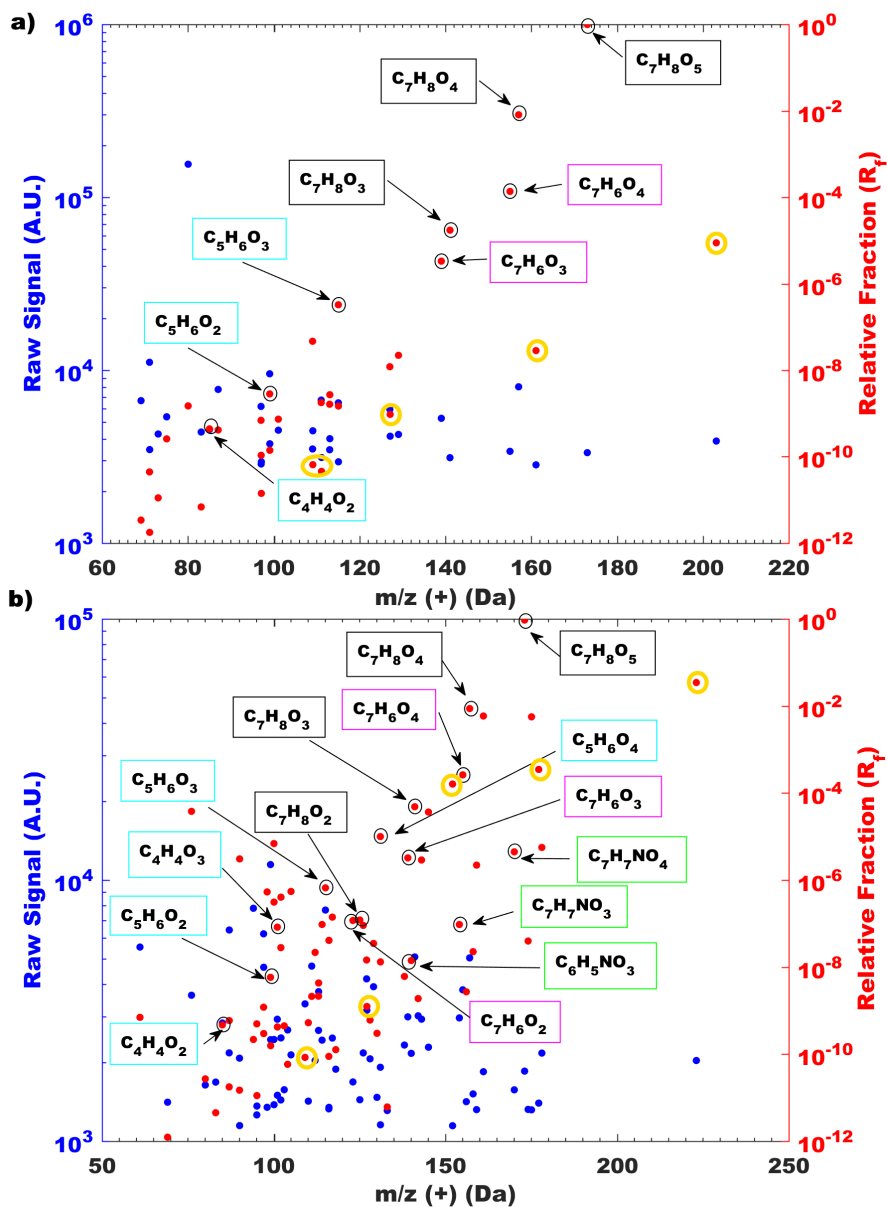 a)
10^6
10^5
10^4
10^3
Raw Signal (A.U.)
C7H8O5
C7H8O4
C7H8O3
C7H6O4
C5H6O3
C7H6O3
C5H6O2
C4H4O2
10^0
10^-2
10^-4
10^-6
10^-8
10^-10
10^-12
Relative Fraction (Rf)
60 80 100 120 140 160 180 200 220
m/z (+) (Da)
b)
10^5
10^4
10^3
Raw Signal (A.U.)
C7H8O4
C7H8O5
C7H6O4
C7H8O3
C5H6O4
C5H6O3
C7H6O3
C7H8O2
C4H4O3
C7H7NO4
C5H6O2
C7H7NO3
C6H5NO3
C7H6O2
C4H4O2
10^0
10^-2
10^-4
10^-6
10^-8
10^-10
10^-12
Relative Fraction (Rf)
50 100 150 200 250
m/z (+) (Da)